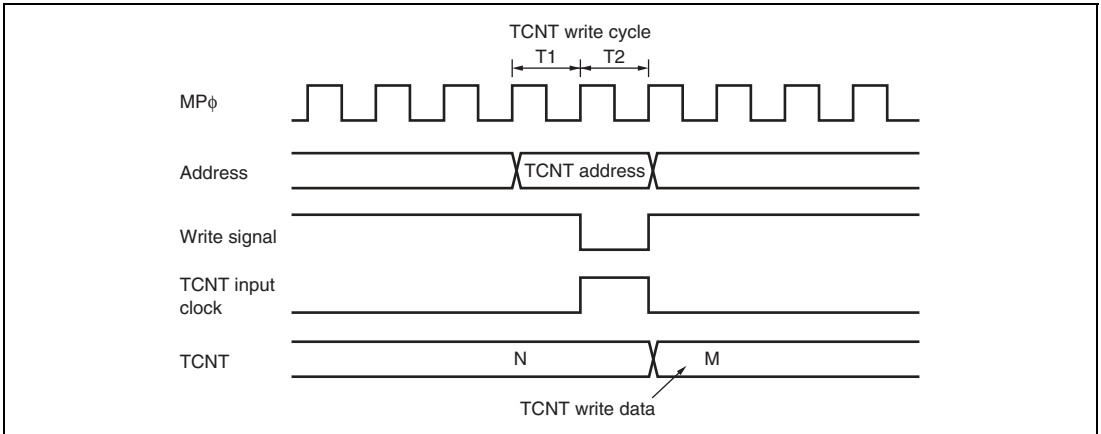 TCNT write cycle
T1 T2
MPϕ
Address
TCNT address
Write signal
TCNT input
clock
TCNT
N
M
TCNT write data